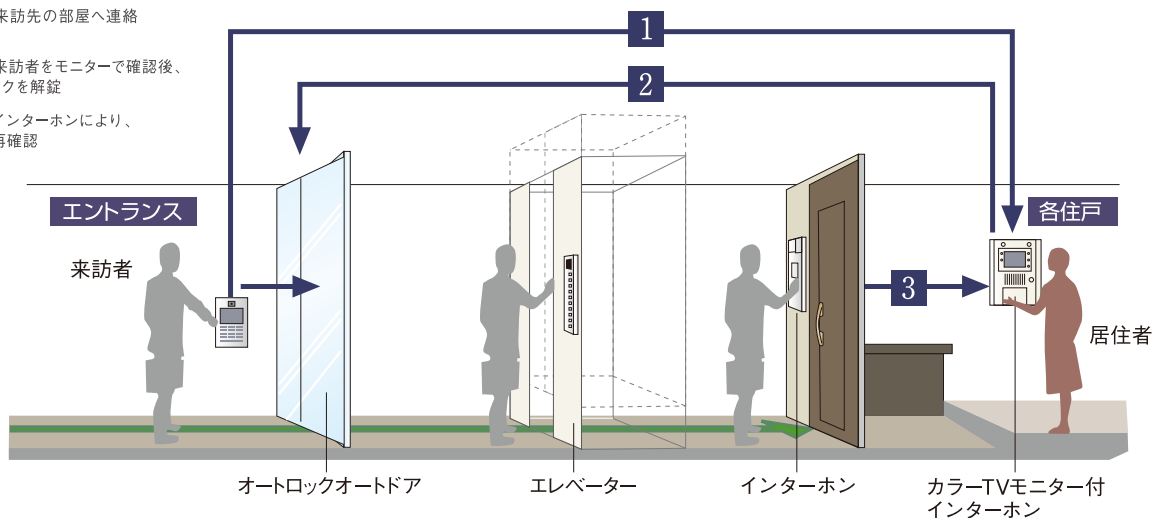 来訪先の部屋へ連絡
来訪者をモニターで確認後、
クを解錠
インターホンにより、
再確認
1
2
エントランス
各住戸
来訪者
3
居住者
オートロックオートドア
エレベーター
インターホン
カラーTVモニター付
インターホン